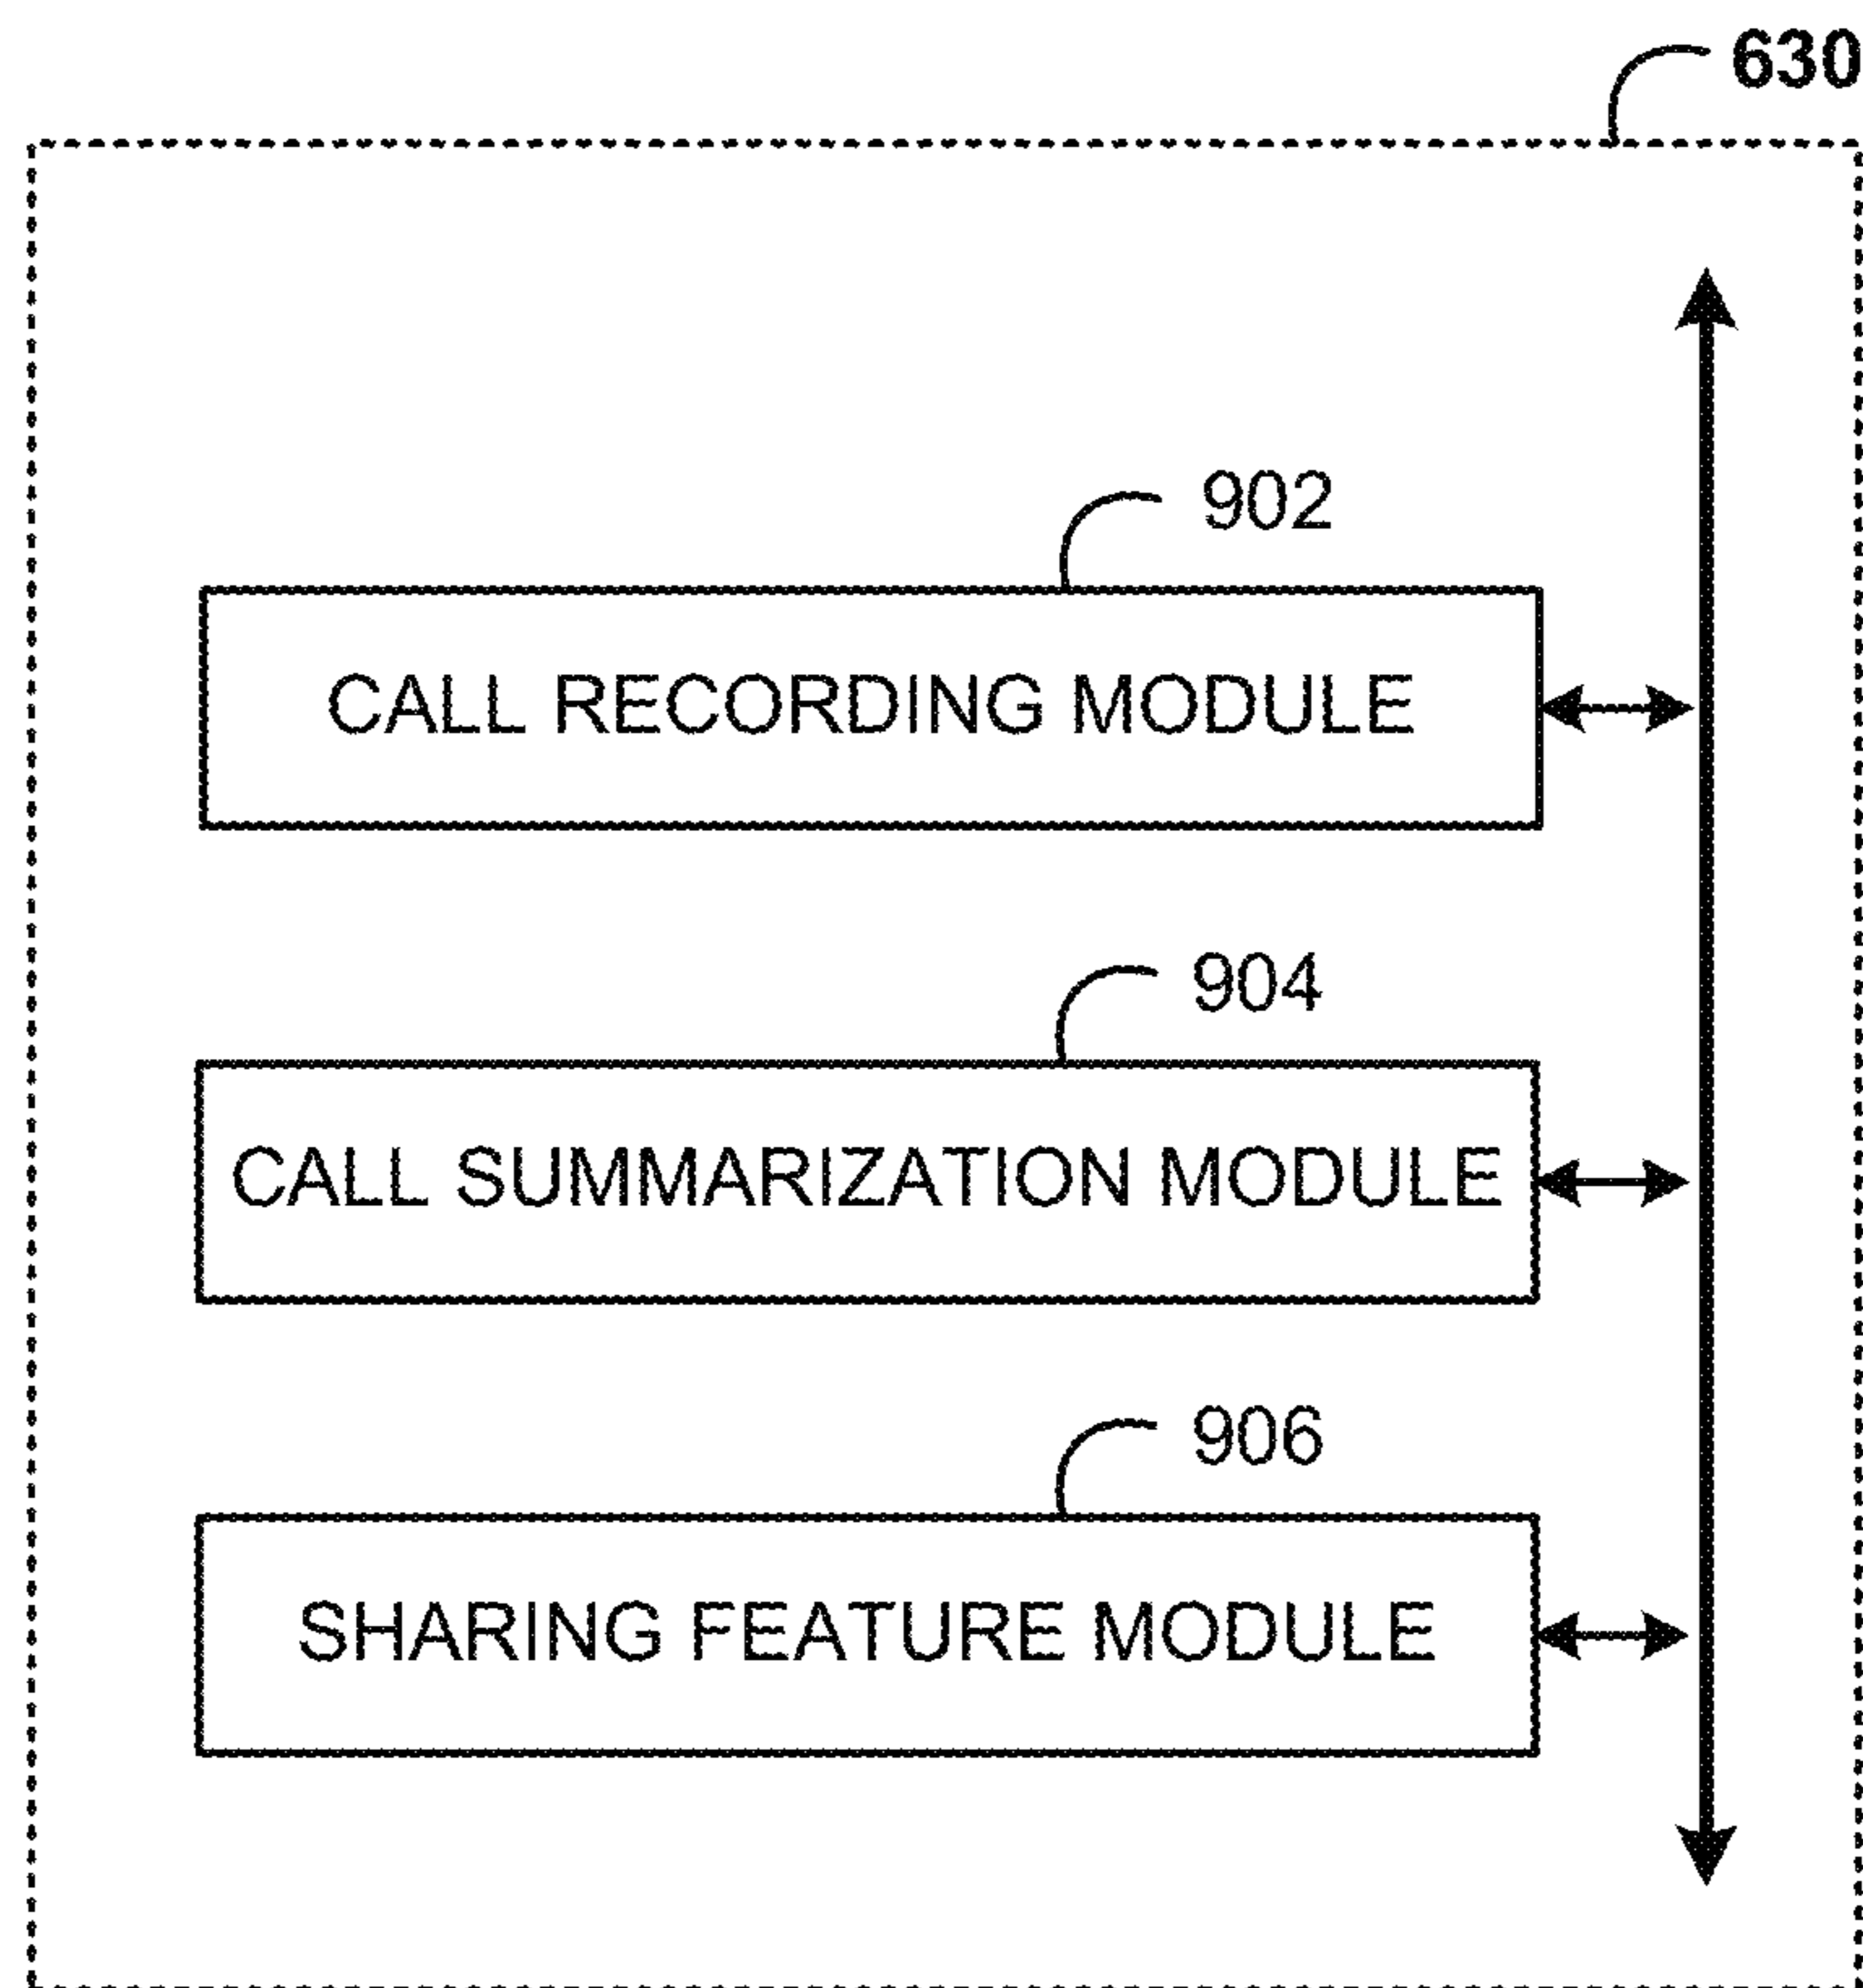 630
902
CALL RECORDING MODULE
904
CALL SUMMARIZATION MODULE
906
SHARING FEATURE MODULE